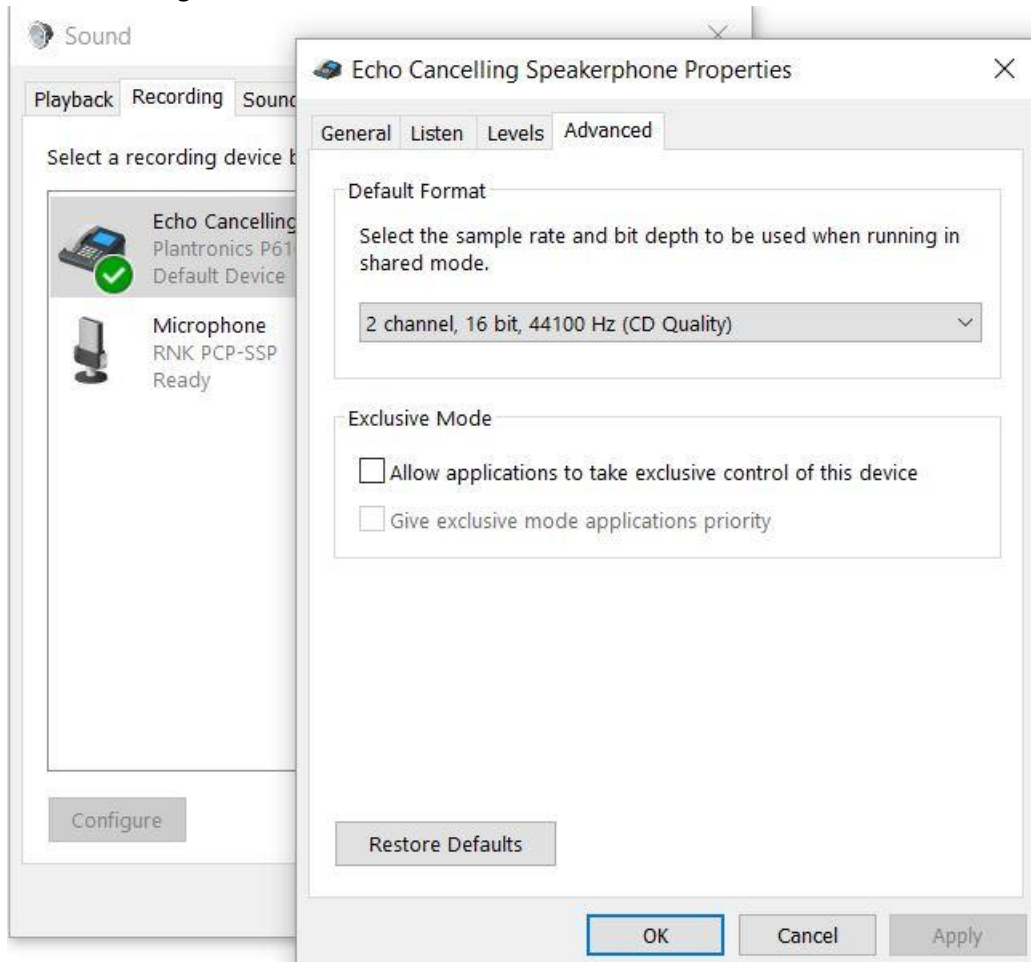 Sound
Playback Recording Sound
Select a recording device
Echo Cancelling
Plantronics
Default Device
Microphone
RNK PCP-SSP
Ready
Configure
Echo Cancelling Speakerphone Properties
General Listen Levels Advanced
Default Format
Select the sample rate and bit depth to be used when running in
shared mode.
2 channel, 16 bit, 44100 Hz (CD Quality)
Exclusive Mode
Allow applications to take exclusive control of this device
Give exclusive mode applications priority
Restore Defaults
OK Cancel Apply